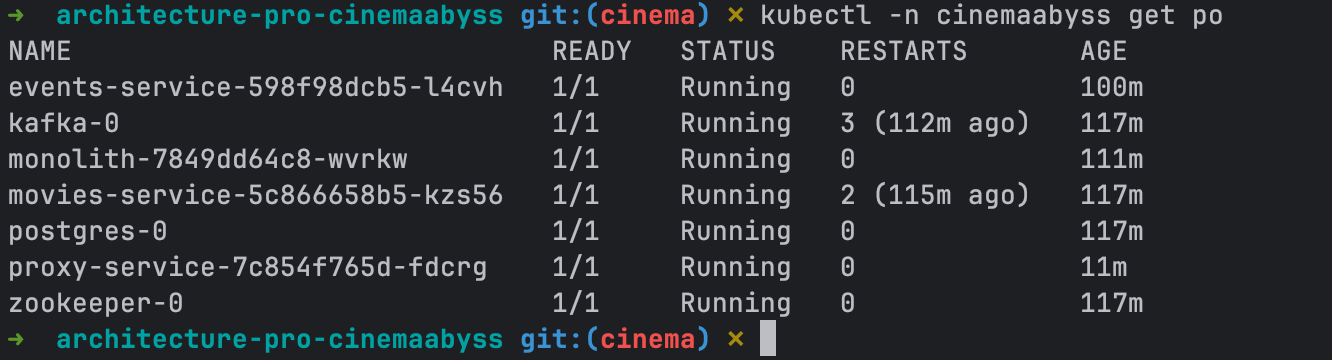 ➜  architecture-pro-cinemaabyss git:(cinema) ✗ kubectl -n cinemaabyss get po
NAME                              READY   STATUS    RESTARTS       AGE
events-service-598f98dcb5-l4cvh   1/1     Running   0              100m
kafka-0                           1/1     Running   3 (112m ago)   117m
monolith-7849dd64c8-wvrkw         1/1     Running   0              111m
movies-service-5c866658b5-kzs56   1/1     Running   2 (115m ago)   117m
postgres-0                        1/1     Running   0              117m
proxy-service-7c854f765d-fdcrg    1/1     Running   0              11m
zookeeper-0                       1/1     Running   0              117m
➜  architecture-pro-cinemaabyss git:(cinema) ✗